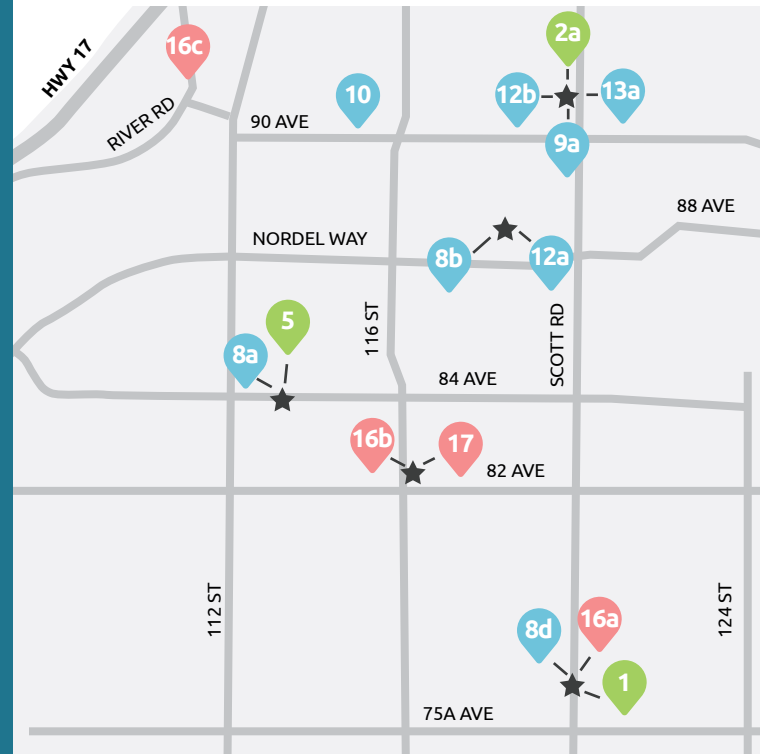 HWY 17
16c
2a
RIVER RD
10
12b
13a
90 AVE
9a
88 AVE
NORDEL WAY
8b
12a
116 ST
SCOTT RD
5
8a
84 AVE
16b
17
82 AVE
112 ST
124 ST
8d
16a
1
75A AVE